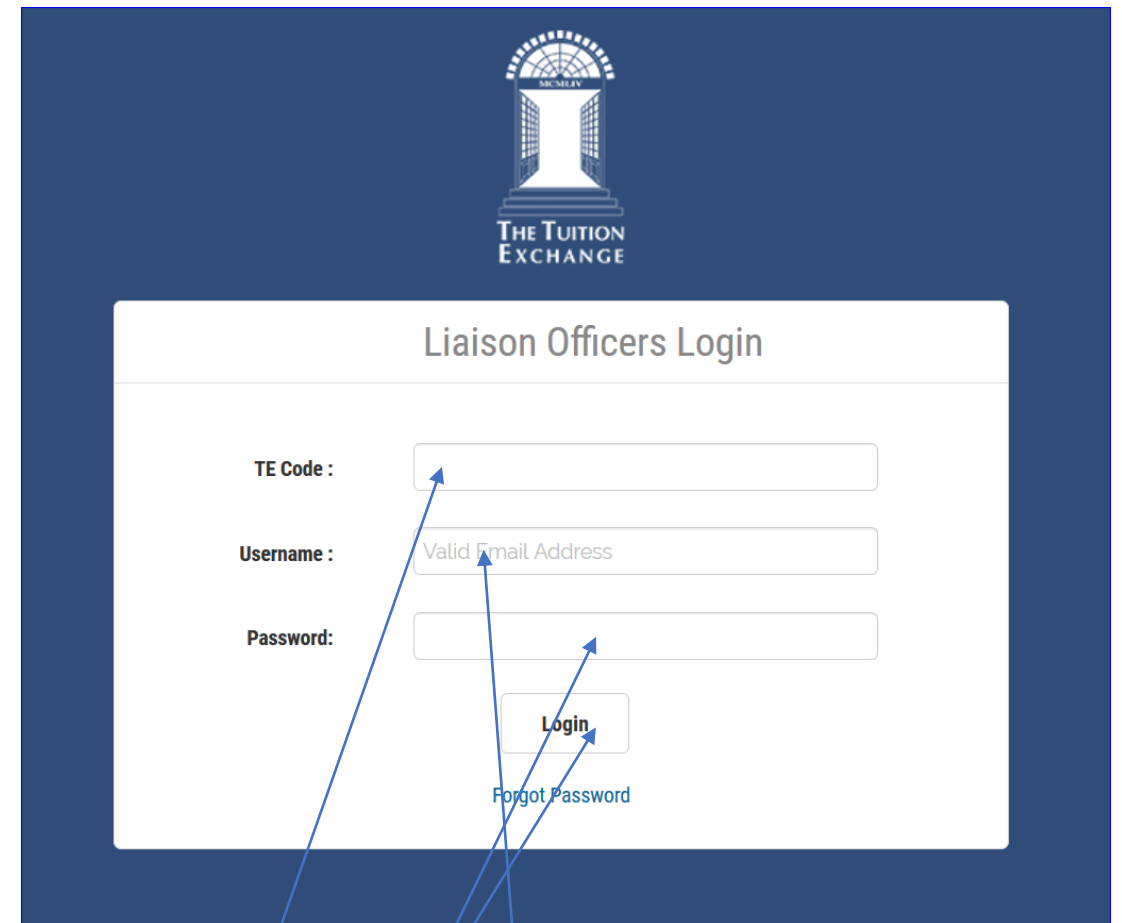 MCMLIV
THE TUITION
EXCHANGE
Liaison Officers Login
TE Code :
Username :
Valid Email Address
Password:
Login
Forgot Password